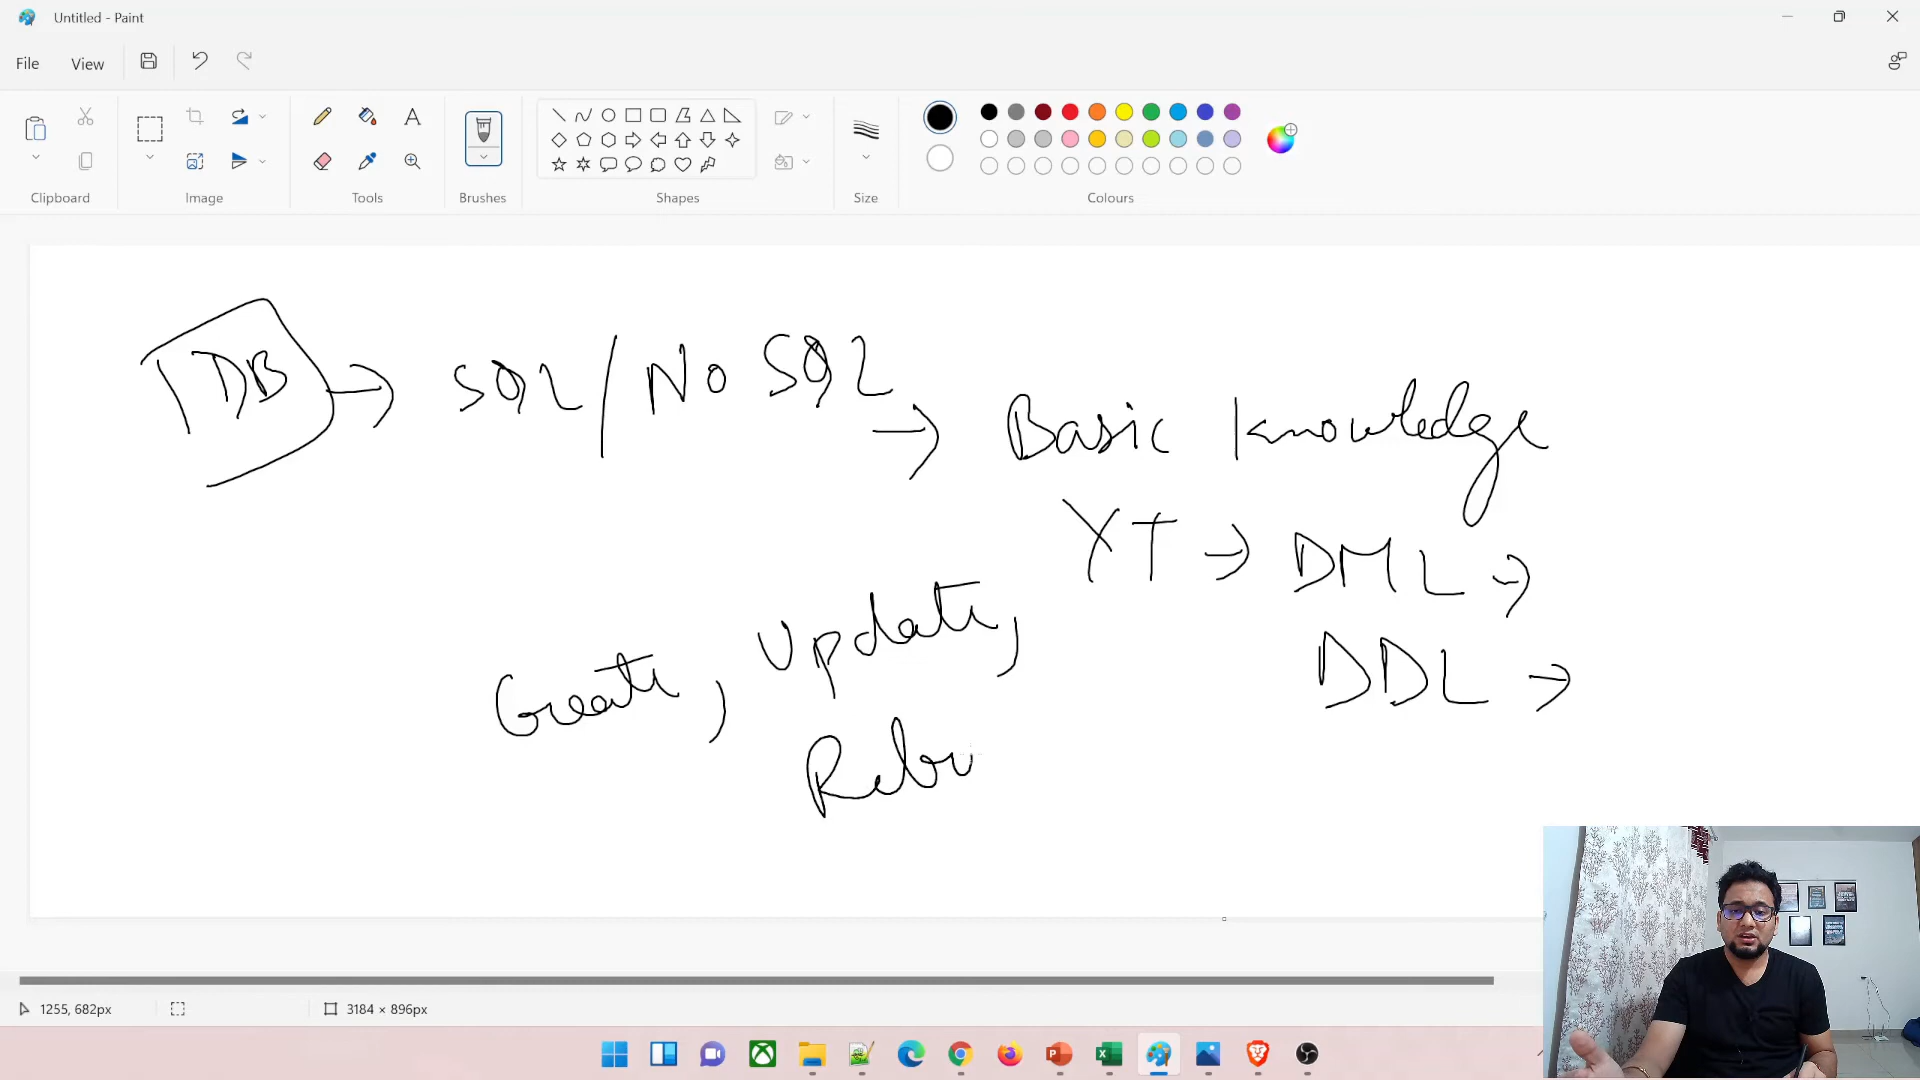 Untitled - Paint
File View
Clipboard Image Tools Brushes Shapes Size Colours
DB → SQL / No SQL
→ Basic Knowledge
YT → DML →
Create, Update, DDL →
1255, 682px 3184 × 896px